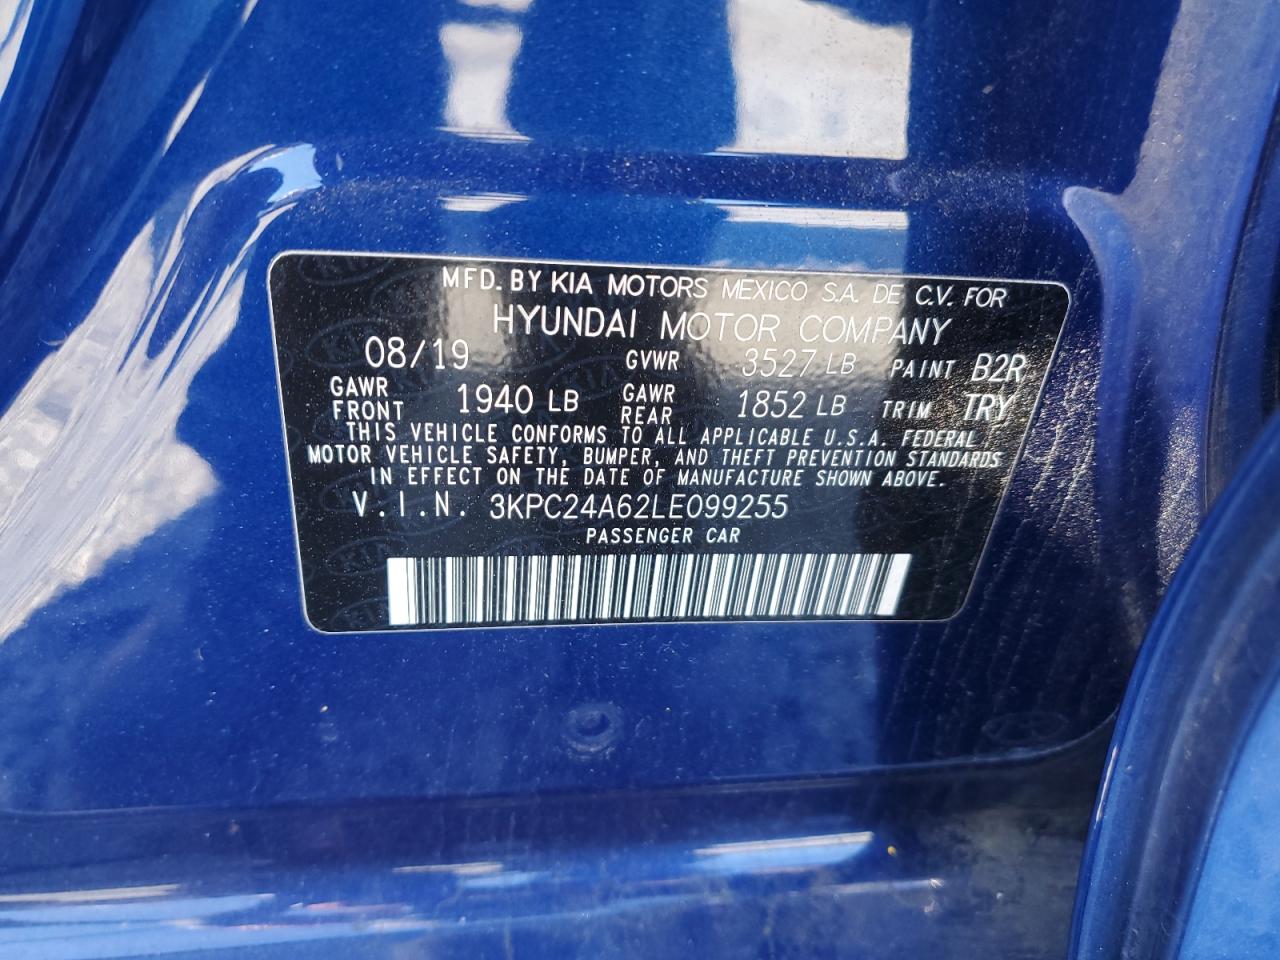 MFD. BY KIA MOTORS MEXICO S.A. DE C.V. FOR
HYUNDAI MOTOR COMPANY
08/19 GVWR 3527 LB PAINT B2R
GAWR FRONT 1940 LB GAWR REAR 1852 LB TRIM TRY
THIS VEHICLE CONFORMS TO ALL APPLICABLE U.S.A. FEDERAL
MOTOR VEHICLE SAFETY, BUMPER, AND THEFT PREVENTION STANDARDS
IN EFFECT ON THE DATE OF MANUFACTURE SHOWN ABOVE.
V.I.N. 3KPC24A62LE099255
PASSENGER CAR